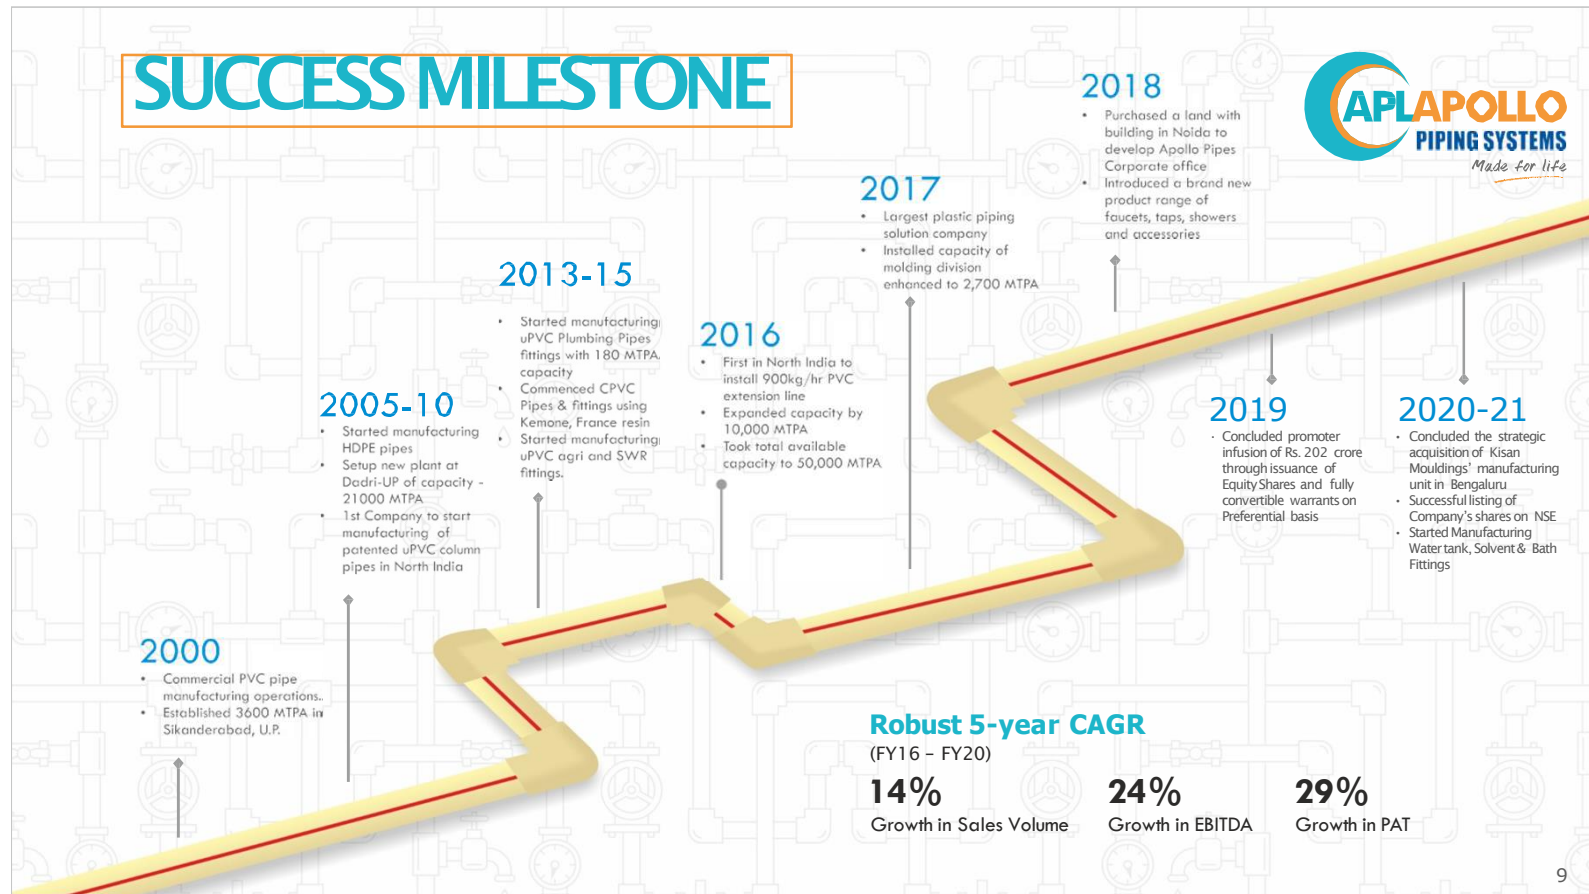 SUCCESS MILESTONE
APLAPOLLO
PIPING SYSTEMS
Made for life
2000
• Commercial PVC pipe
manufacturing operations..
• Established 3600 MTPA in
Sikanderabad, U.P.
2005-10
• Started manufacturing
HDPE pipes
• Setup new plant at
Dadri-UP of capacity -
21000 MTPA
• 1st Company to start
manufacturing of
patented uPVC column
pipes in North India
2013-15
• Started manufacturing
uPVC Plumbing Pipes
fittings with 180 MTPA.
capacity
• Commenced CPVC
Pipes & fittings using
Kemone, France resin
• Started manufacturing
uPVC agri and SWR
fittings.
2016
• First in North India to
install 900kg/hr PVC
extension line
• Expanded capacity by
10,000 MTPA
• Took total available
capacity to 50,000 MTPA
2017
• Largest plastic piping
solution company
• Installed capacity of
molding division
enhanced to 2,700 MTPA
2018
• Purchased a land with
building in Noida to
develop Apollo Pipes
Corporate office
• Introduced a brand new
product range of
faucets, taps, showers
and accessories
2019
• Concluded promoter
infusion of Rs. 202 crore
through issuance of
Equity Shares and fully
convertible warrants on
Preferential basis
2020-21
• Concluded the strategic
acquisition of Kisan
Mouldings' manufacturing
unit in Bengaluru
• Successful listing of
Company's shares on NSE
• Started Manufacturing
Water tank, Solvent & Bath
Fittings
Robust 5-year CAGR
(FY16 – FY20)
14%
Growth in Sales Volume
24%
Growth in EBITDA
29%
Growth in PAT
9